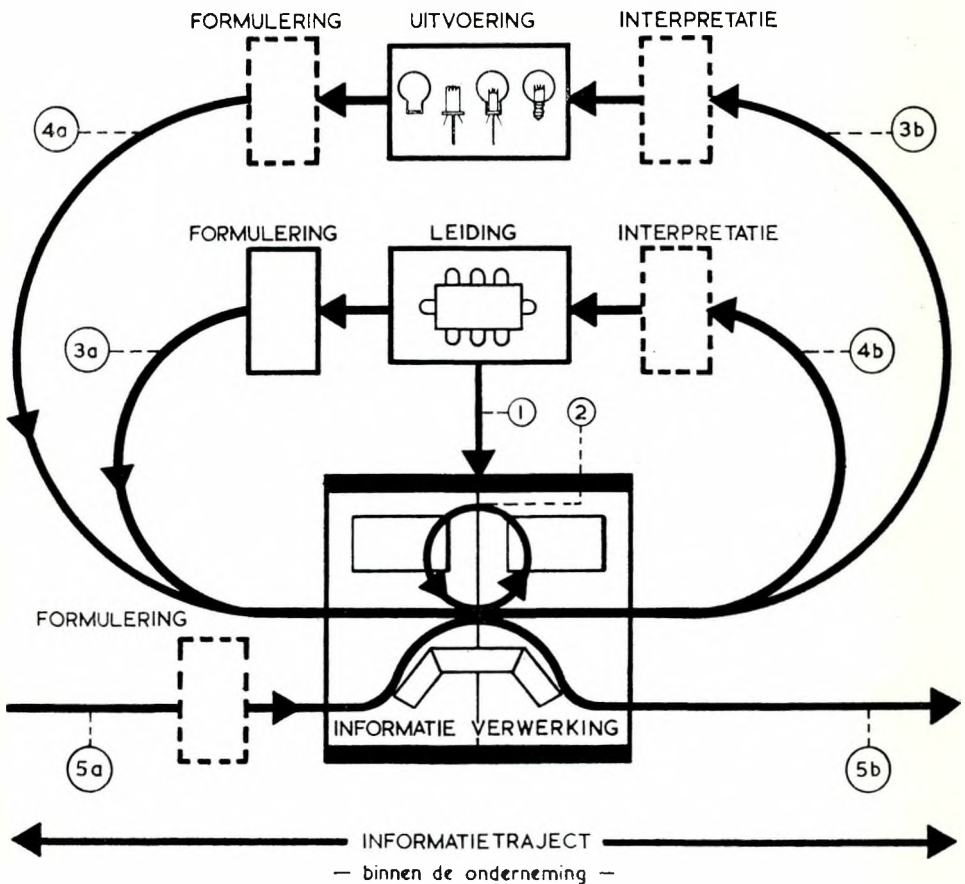 FORMULERING UITVOERING INTERPRETATIE
4a 3b
FORMULERING LEIDING INTERPRETATIE
3a 4b
1 2
FORMULERING
INFORMATIE VERWERKING
5a 5b
INFORMATIETRAJECT
— binnen de onderneming —